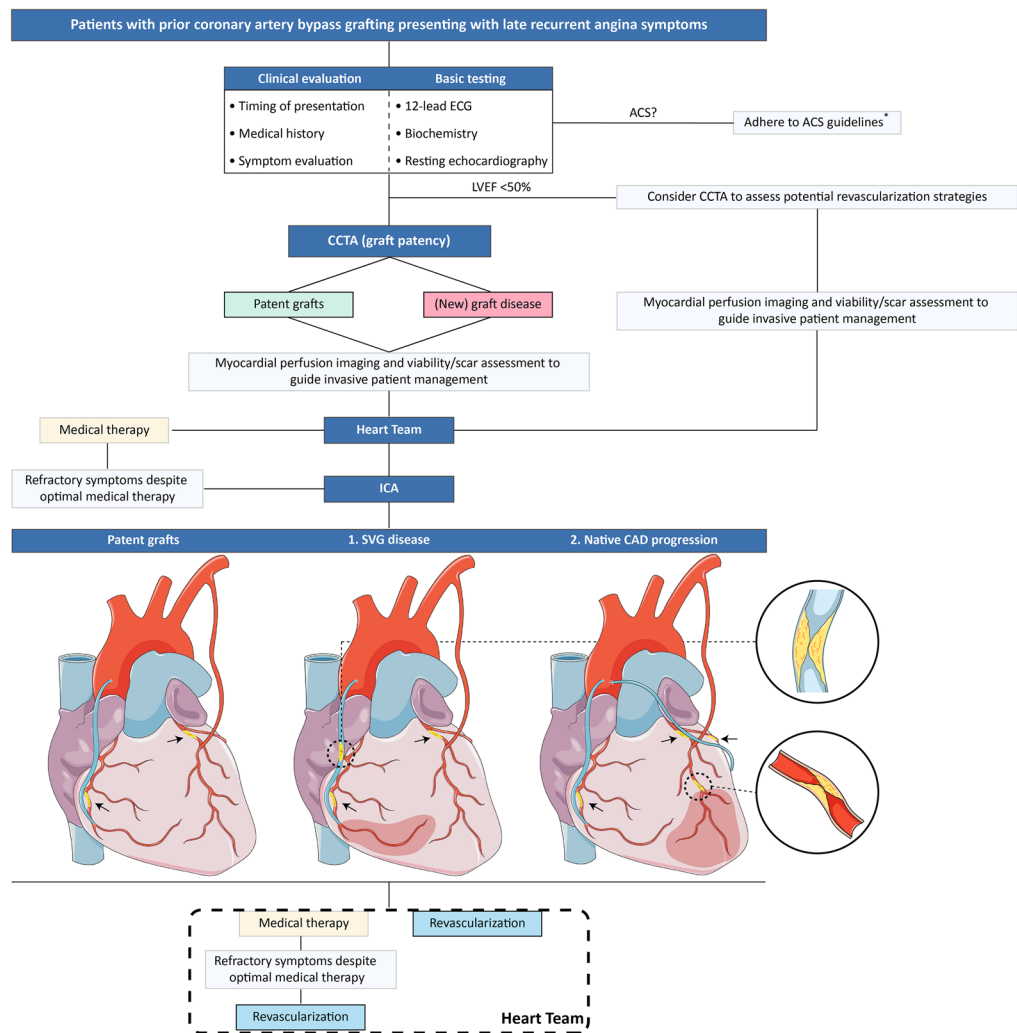 Patients with prior coronary artery bypass grafting presenting with late recurrent angina symptoms
Clinical evaluation
• Timing of presentation
• Medical history
• Symptom evaluation
Basic testing
• 12-lead ECG
• Biochemistry
• Resting echocardiography
ACS?
Adhere to ACS guidelines*
LVEF <50%
Consider CCTA to assess potential revascularization strategies
CCTA (graft patency)
Patent grafts
(New) graft disease
Myocardial perfusion imaging and viability/scar assessment to
guide invasive patient management
Myocardial perfusion imaging and viability/scar assessment to
guide invasive patient management
Medical therapy
Heart Team
Refractory symptoms despite
optimal medical therapy
ICA
Patent grafts
1. SVG disease
2. Native CAD progression
Medical therapy
Revascularization
Refractory symptoms despite
optimal medical therapy
Revascularization
Heart Team